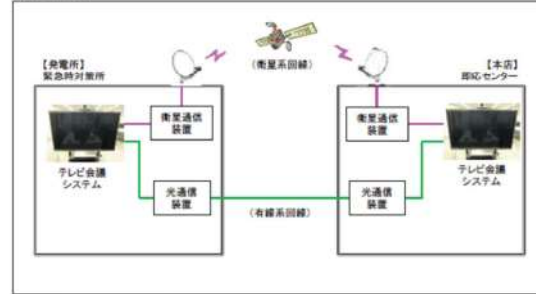 (衛星系回線)
【発電所】
緊急時対策所
【本店】
即応センター
衛星通信
装置
衛星通信
装置
テレビ会議
システム
テレビ会議
システム
光通信
装置
光通信
装置
(有線系回線)